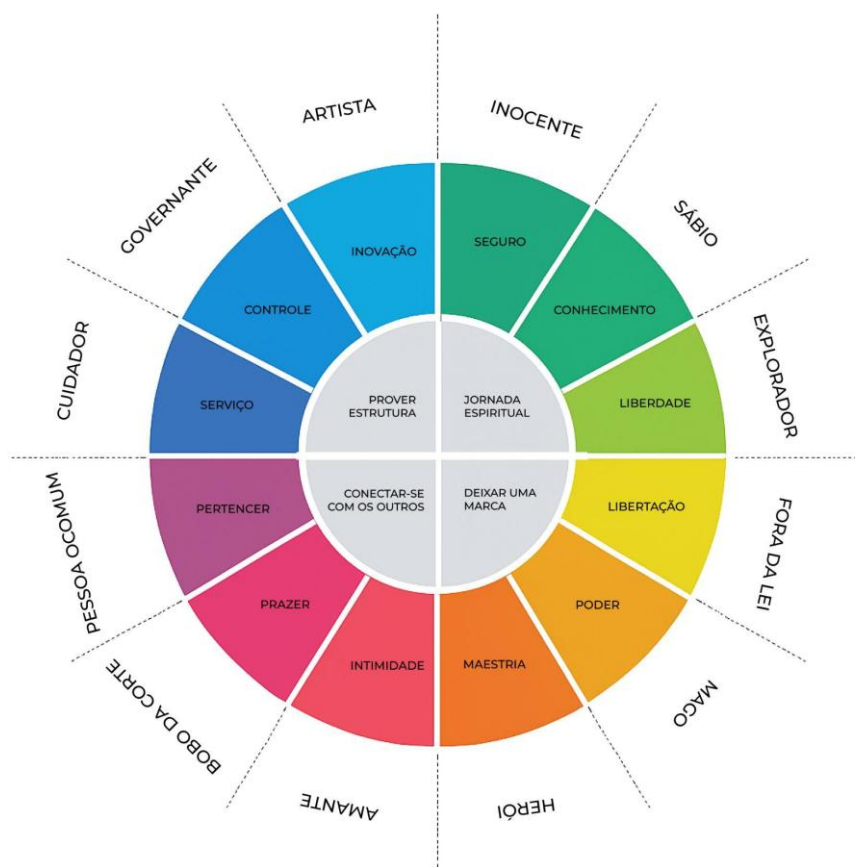 ARTISTA
INOCENTE
GOVERNANTE
SÁBIO
CUIDADOR
EXPLORADOR
INOVAÇÃO
SEGURO
CONTROLE
CONHECIMENTO
SERVIÇO
PROVER
ESTRUTURA
JORNADA
ESPIRITUAL
LIBERDADE
PERTENCER
CONECTAR-SE
COM OS OUTROS
DEIXAR UMA
MARCA
LIBERTAÇÃO
PRAZER
PODER
INTIMIDADE
MAESTRIA
PESSOA OCOMUM
FORA DA LEI
BOBO DA CORTE
MAGO
AMANTE
HERÓI